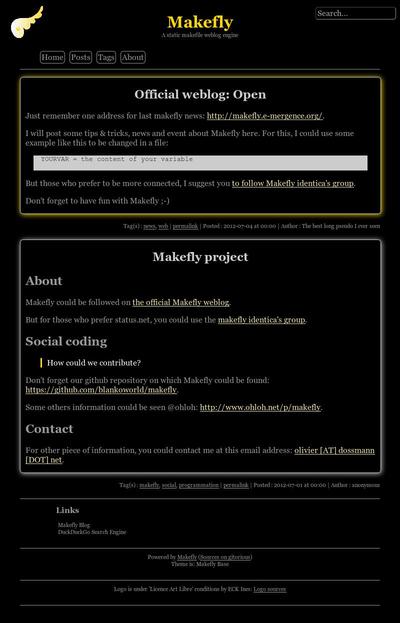 Makefly
A static makefile weblog engine
Search...
Home Posts Tags About
Official weblog: Open
Just remember one address for last makefly news: http://makefly.e-mergence.org/.
I will post some tips & tricks, news and event about Makefly here. For this, I could use some
example like this to be changed in a file:
YOURVAR = the content of your variable
But those who prefer to be more connected, I suggest you to follow Makefly identica's group.
Don't forget to have fun with Makefly ;-)
Tag(s) : news, web | permalink | Posted : 2012-07-04 at 00:00 | Author : The best long pseudo I ever seen
Makefly project
About
Makefly could be followed on the official Makefly weblog.
But for those who prefer status.net, you could use the makefly identica's group.
Social coding
How could we contribute?
Don't forget our github repository on which Makefly could be found:
https://github.com/blankoworld/makefly.
Some others information could be seen @ohloh: http://www.ohloh.net/p/makefly.
Contact
For other piece of information, you could contact me at this email address: olivier [AT] dossmann
[DOT] net.
Tag(s) : makefly, social, programmation | permalink | Posted : 2012-07-01 at 00:00 | Author : anonymous
Links
Makefly Blog
DuckDuckGo Search Engine
Powered by Makefly (Sources on gitorious)
Theme is: Makefly Base
Logo is under 'Licence Art Libre' conditions by ECK Ines: Logo sources